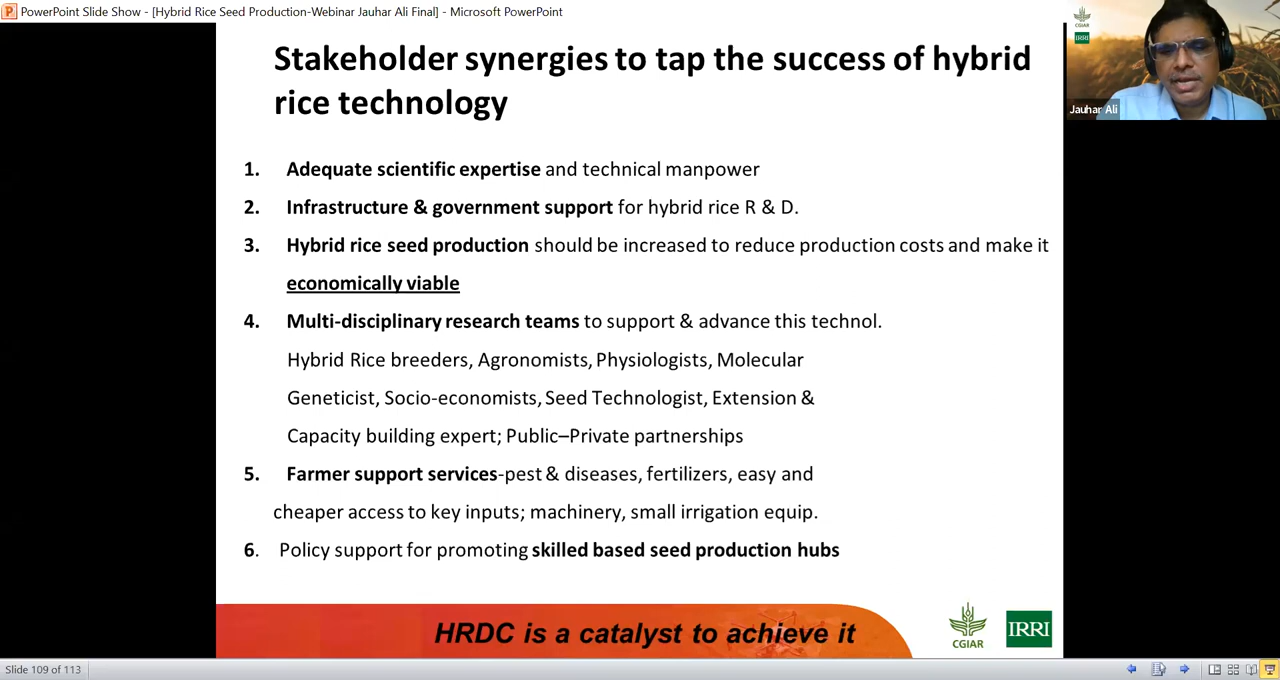 PowerPoint Slide Show - [Hybrid Rice Seed Production-Webinar Jauhar Ali Final] - Microsoft PowerPoint
Stakeholder synergies to tap the success of hybrid
rice technology
CGIAR
IRRI
Jauhar Ali
1. Adequate scientific expertise and technical manpower
2. Infrastructure & government support for hybrid rice R & D.
3. Hybrid rice seed production should be increased to reduce production costs and make it
economically viable
4. Multi-disciplinary research teams to support & advance this technol.
Hybrid Rice breeders, Agronomists, Physiologists, Molecular
Geneticist, Socio-economists, Seed Technologist, Extension &
Capacity building expert; Public–Private partnerships
5. Farmer support services-pest & diseases, fertilizers, easy and
cheaper access to key inputs; machinery, small irrigation equip.
6. Policy support for promoting skilled based seed production hubs
HRDC is a catalyst to achieve it
CGIAR
IRRI
Slide 109 of 113